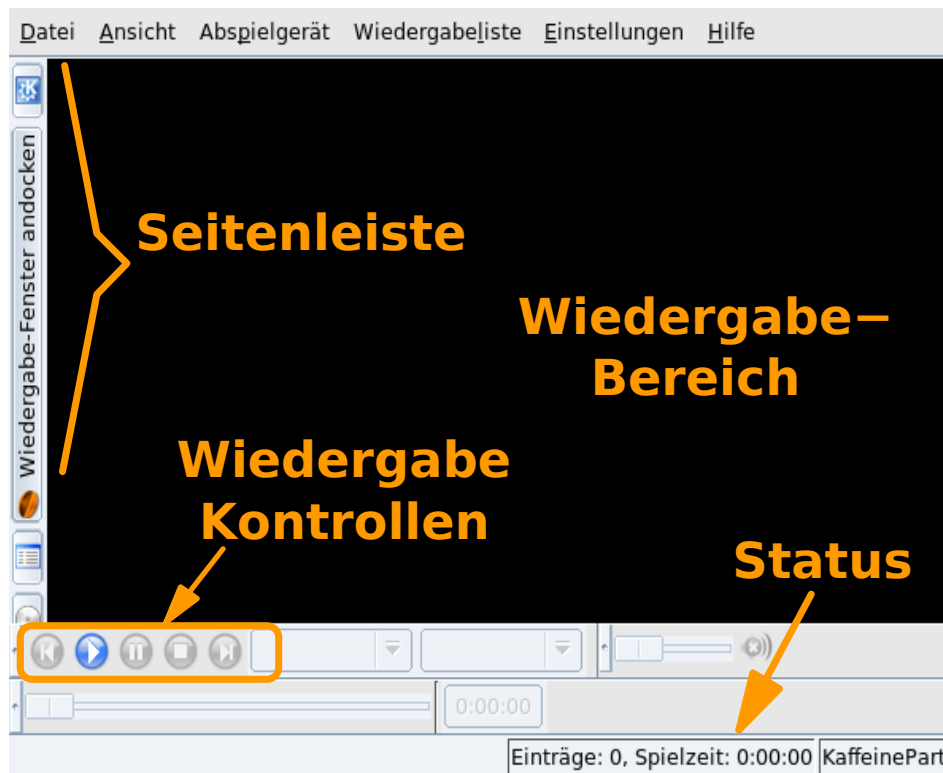 Datei Ansicht Abspielgerät Wiedergabeliste Einstellungen Hilfe
Wiedergabe-Fenster andocken
Seitenleiste
Wiedergabe−
Bereich
Wiedergabe
Kontrollen
Status
0:00:00
Einträge: 0, Spielzeit: 0:00:00 KaffeinePart